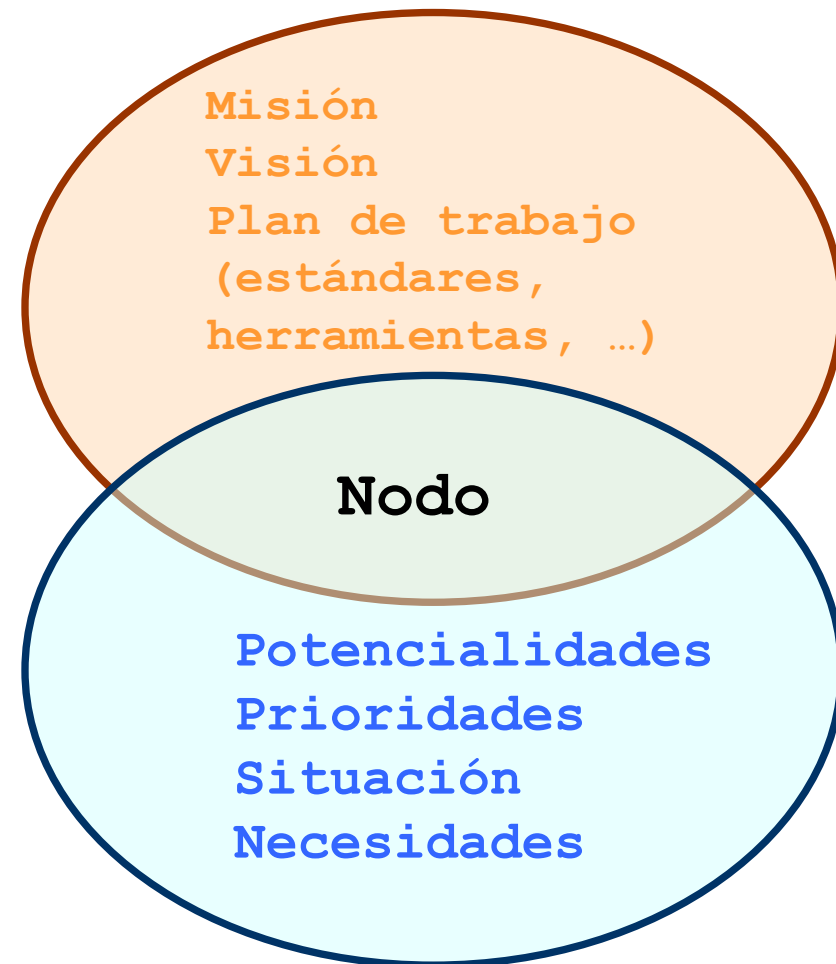 Misión
Visión
Plan de trabajo
(estándares,
herramientas, …)
Nodo
Potencialidades
Prioridades
Situación
Necesidades